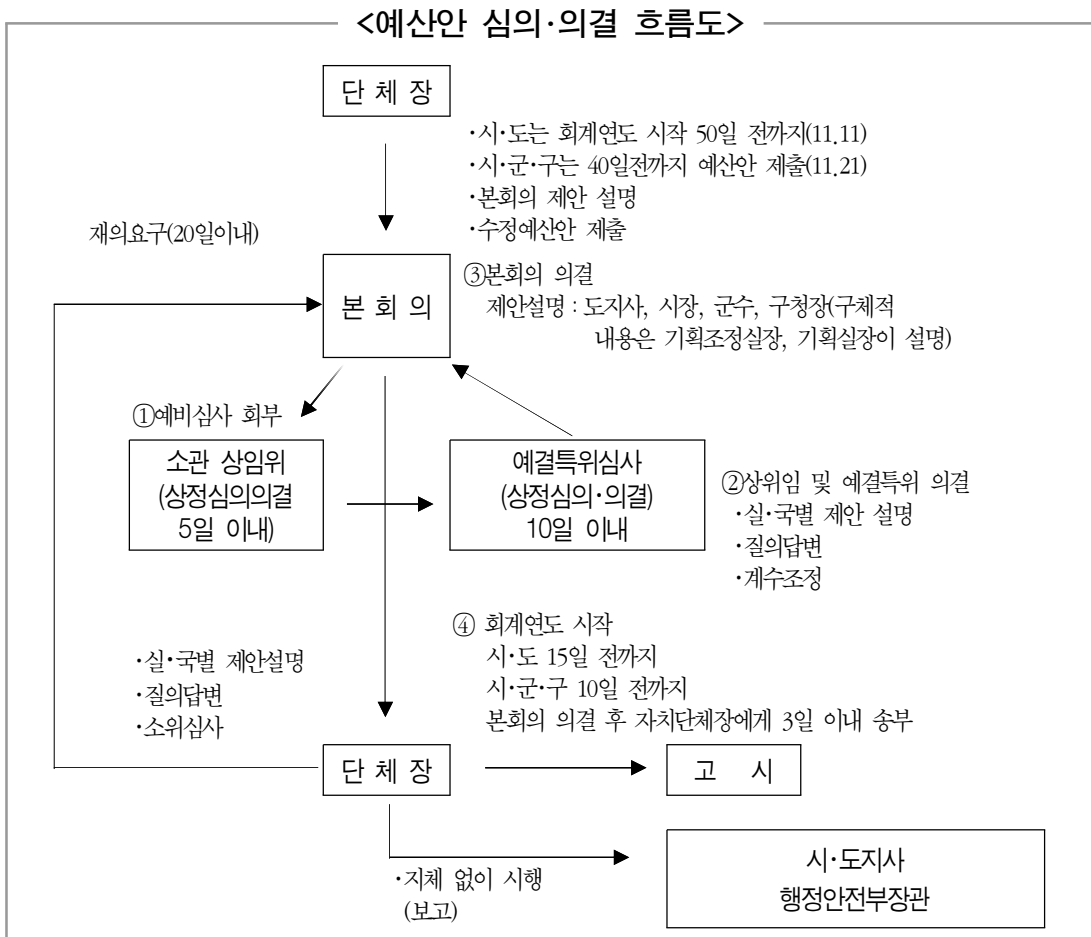 <예산안 심의·의결 흐름도>
단 체 장
·시·도는 회계연도 시작 50일 전까지(11.11)
·시·군·구는 40일전까지 예산안 제출(11.21)
·본회의 제안 설명
·수정예산안 제출
재의요구(20일이내)
본 회 의
③본회의 의결
제안설명 : 도지사, 시장, 군수, 구청장(구체적
내용은 기획조정실장, 기획실장이 설명)
①예비심사 회부
소관 상임위
(상정심의의결
5일 이내)
예결특위심사
(상정심의·의결)
10일 이내
②상위임 및 예결특위 의결
·실·국별 제안 설명
·질의답변
·계수조정
④ 회계연도 시작
시·도 15일 전까지
시·군·구 10일 전까지
본회의 의결 후 자치단체장에게 3일 이내 송부
·실·국별 제안설명
·질의답변
·소위심사
단 체 장
고 시
·지체 없이 시행
(보고)
시·도지사
행정안전부장관